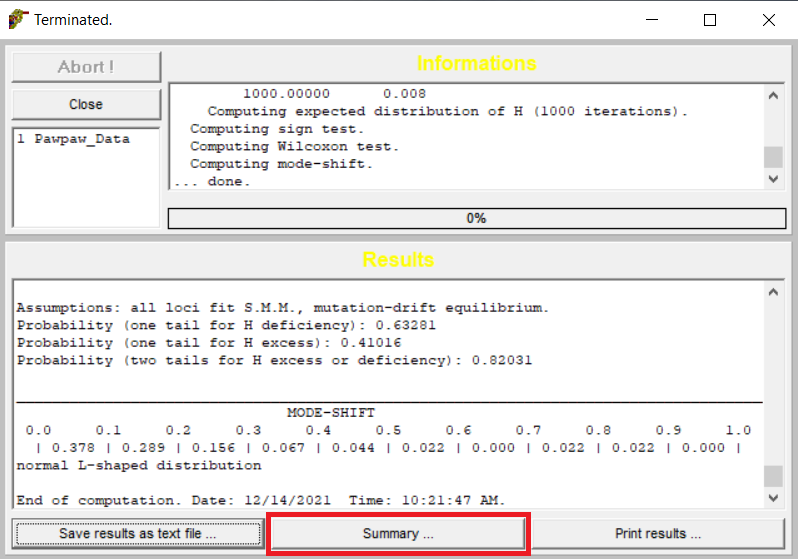 Terminated.
Abort !
Informations
Close
1000.00000 0.008
Computing expected distribution of H (1000 iterations).
1 Pawpaw_Data
Computing sign test.
Computing Wilcoxon test.
Computing mode-shift.
... done.
0%
Results
Assumptions: all loci fit S.M.M., mutation-drift equilibrium.
Probability (one tail for H deficiency): 0.63281
Probability (one tail for H excess): 0.41016
Probability (two tails for H excess or deficiency): 0.82031
MODE-SHIFT
0.0 0.1 0.2 0.3 0.4 0.5 0.6 0.7 0.8 0.9 1.0
| 0.378 | 0.289 | 0.156 | 0.067 | 0.044 | 0.022 | 0.000 | 0.022 | 0.022 | 0.000 |
normal L-shaped distribution
End of computation. Date: 12/14/2021 Time: 10:21:47 AM.
Save results as text file ...
Summary ...
Print results ...